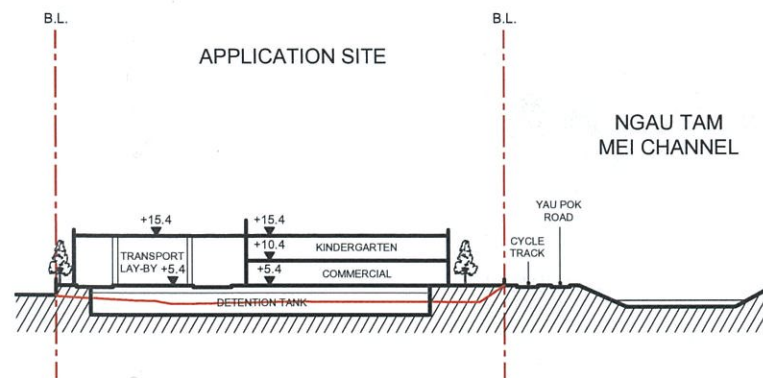 B.L.
B.L.
APPLICATION SITE
NGAU TAM
MEI CHANNEL
YAU POK
ROAD
CYCLE
TRACK
+15.4
+15.4
+10.4
KINDERGARTEN
TRANSPORT
LAY-BY
+5.4
+5.4
COMMERCIAL
DETENTION TANK